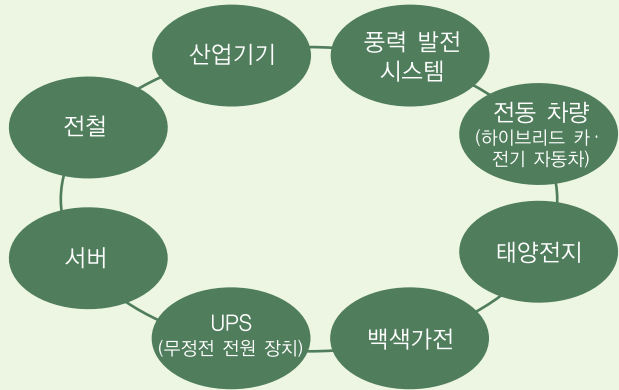 산업기기
풍력 발전
시스템
전철
전동 차량
(하이브리드 카·
전기 자동차)
서버
태양전지
UPS
(무정전 전원 장치)
백색가전